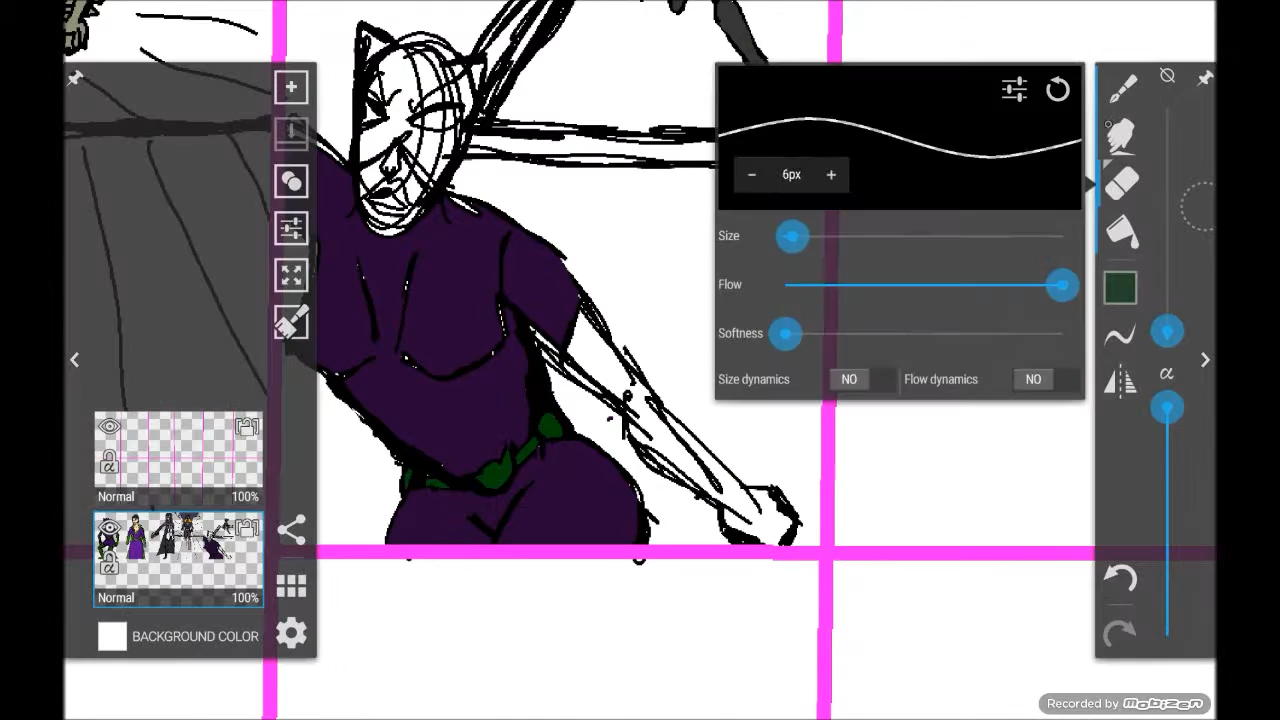 6px
Size
Flow
Softness
Size dynamics NO Flow dynamics NO
α
α
Normal 100%
α
Normal 100%
BACKGROUND COLOR
Recorded by mobizen